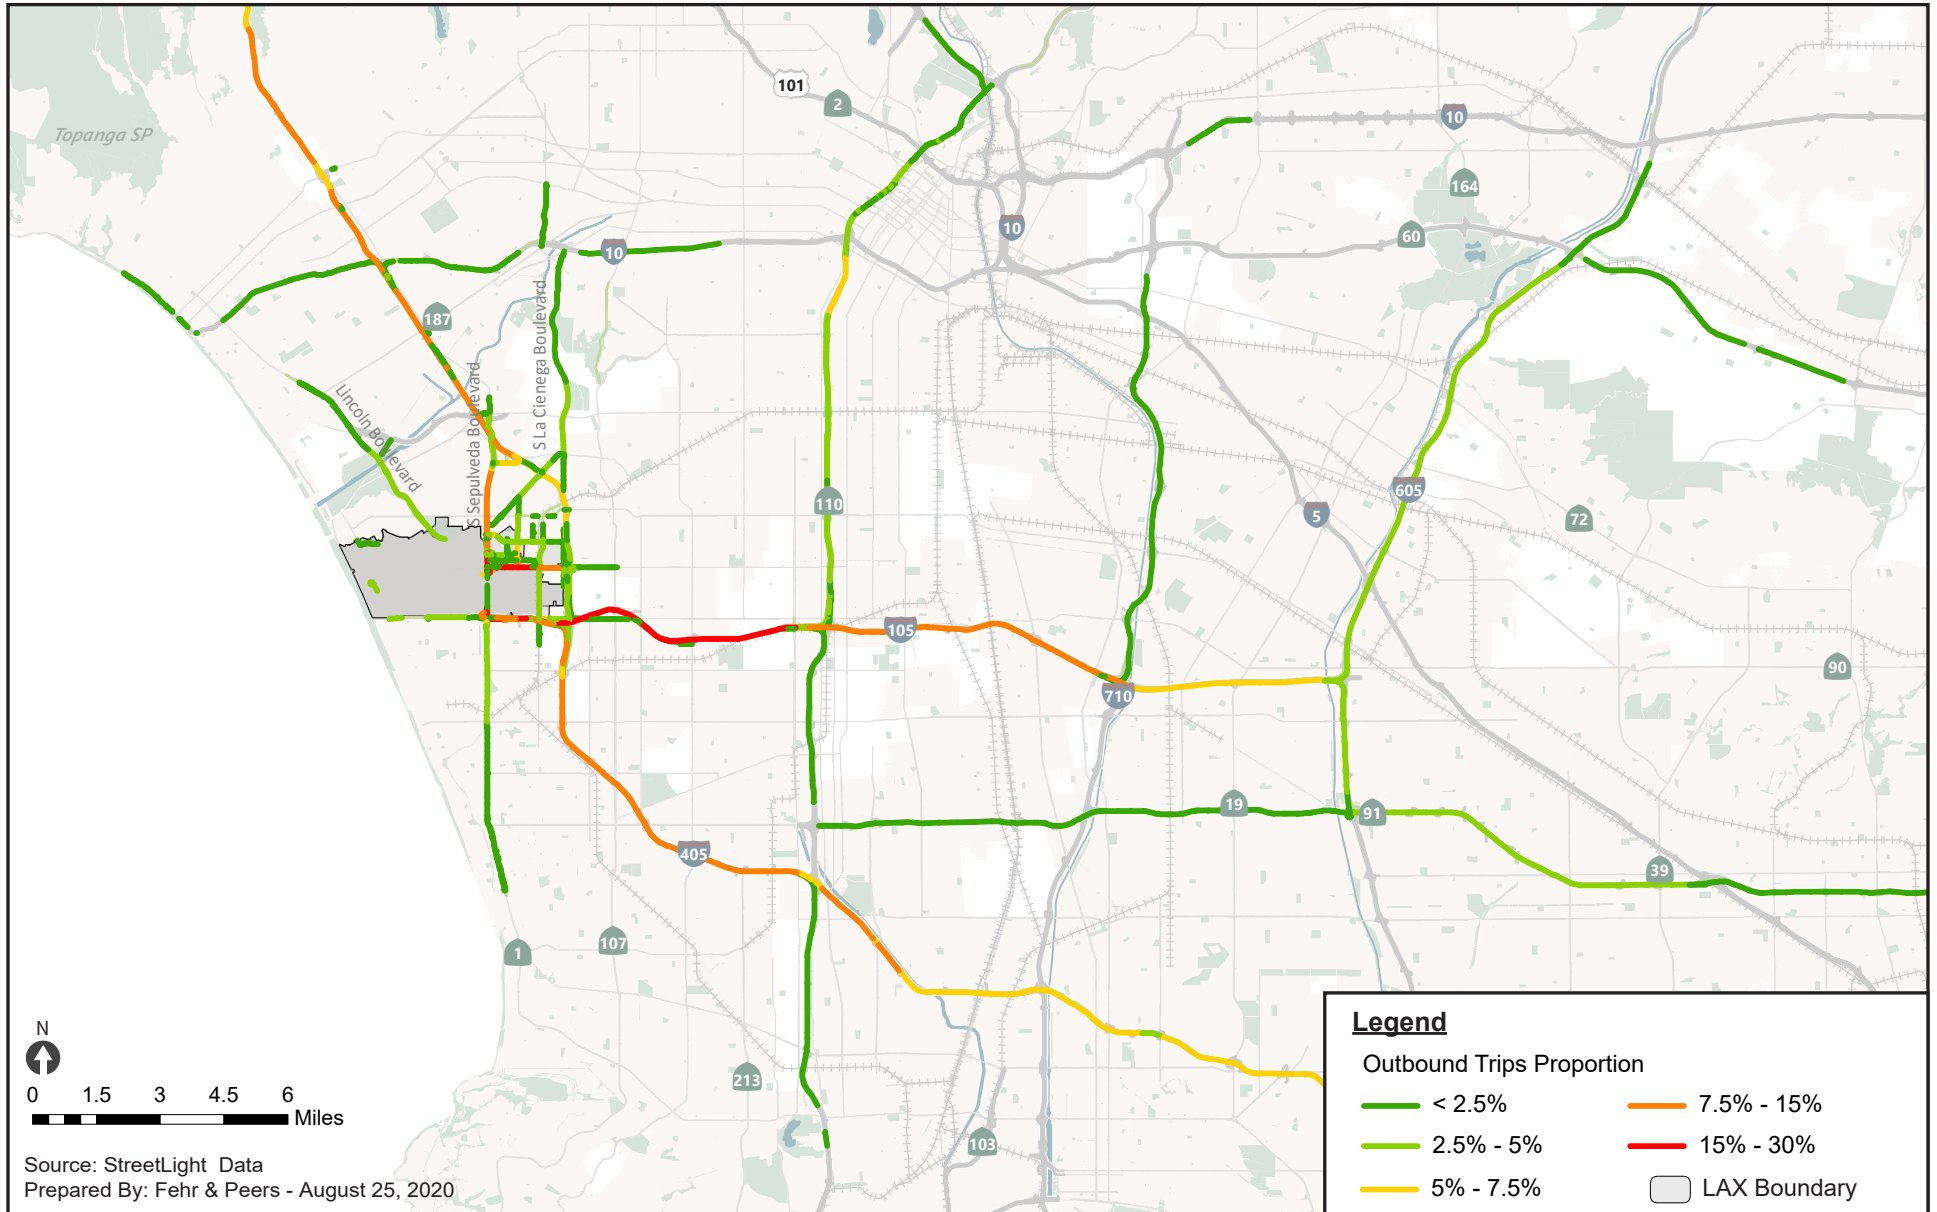 101
2
10
Topanga SP
164
10
60
10
187
S La Cienega Boulevard
Lincoln Boulevard
S Sepulveda Boulevard
110
605
5
72
105
90
710
19
91
405
39
107
1
213
103
N
0 1.5 3 4.5 6
Miles
Source: StreetLight Data
Prepared By: Fehr & Peers - August 25, 2020
Legend
Outbound Trips Proportion
< 2.5%
2.5% - 5%
5% - 7.5%
7.5% - 15%
15% - 30%
LAX Boundary